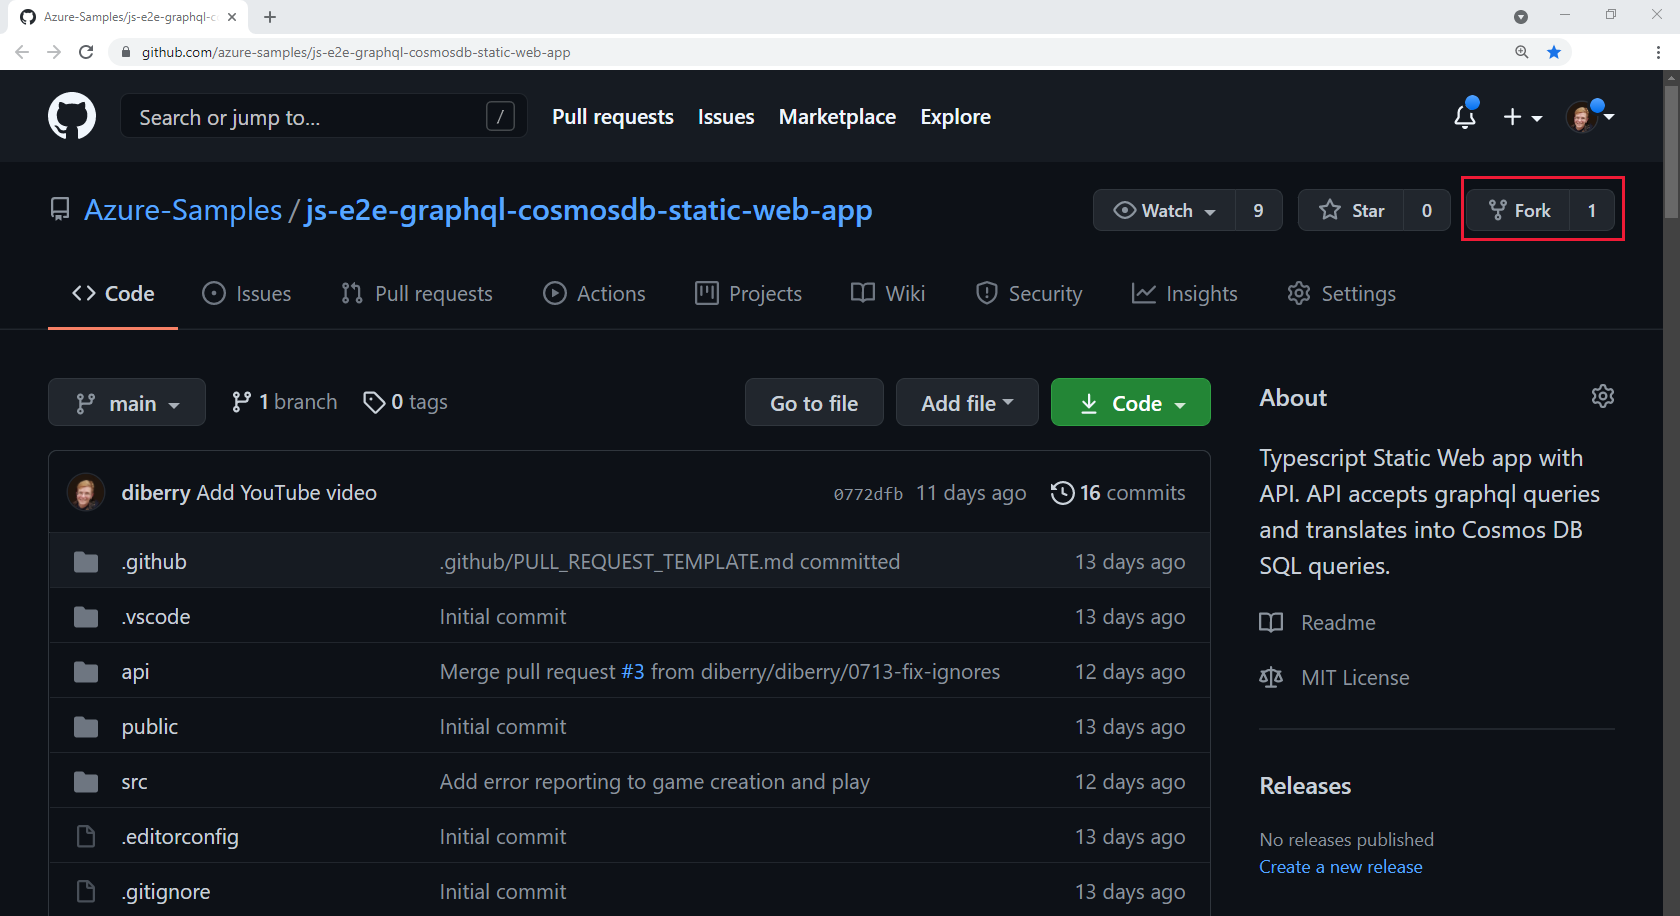 Azure-Samples/js-e2e-graphql-c
github.com/azure-samples/js-e2e-graphql-cosmosdb-static-web-app
Search or jump to... /
Pull requests Issues Marketplace Explore
Azure-Samples / js-e2e-graphql-cosmosdb-static-web-app
Watch 9
Star 0
Fork 1
Code Issues Pull requests Actions Projects Wiki Security Insights Settings
main 1 branch 0 tags
Go to file Add file Code
diberry Add YouTube video 0772dfb 11 days ago 16 commits
.github .github/PULL_REQUEST_TEMPLATE.md committed 13 days ago
.vscode Initial commit 13 days ago
api Merge pull request #3 from diberry/diberry/0713-fix-ignores 12 days ago
public Initial commit 13 days ago
src Add error reporting to game creation and play 12 days ago
.editorconfig Initial commit 13 days ago
.gitignore Initial commit 13 days ago
About
Typescript Static Web app with
API. API accepts graphql queries
and translates into Cosmos DB
SQL queries.
Readme
MIT License
Releases
No releases published
Create a new release